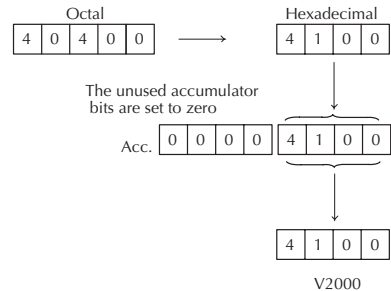 Octal Hexadecimal
4 0 4 0 0 4 1 0 0
The unused accumulator
bits are set to zero
Acc. 0 0 0 0 4 1 0 0
4 1 0 0
V2000